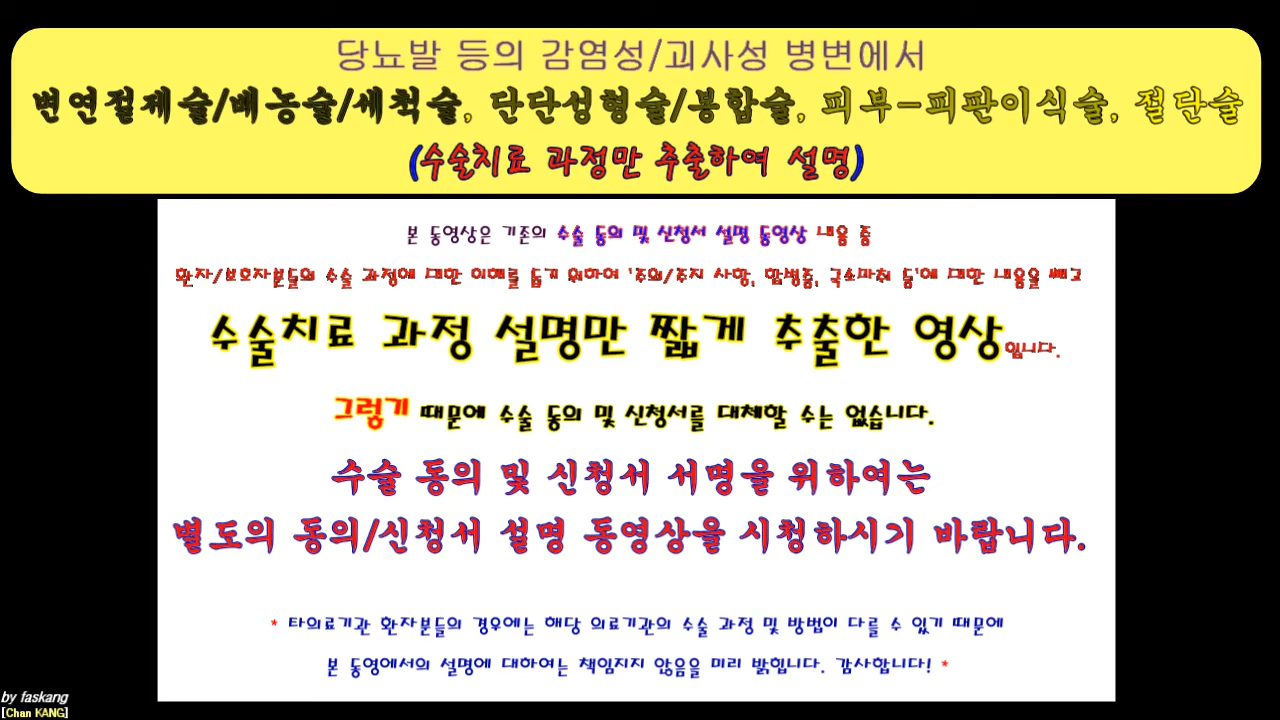 당뇨발 등의 감염성/괴사성 병변에서
변연절제술/배농술/세척술, 단단성형술/봉합술, 피부-피판이식술, 절단술
(수술치료 과정만 추출하여 설명)
본 동영상은 기존의 수술 동의 및 신청서 설명 동영상 내용 중
환자/보호자분들의 수술 과정에 대한 이해를 돕기 위하여 '주의/주지 사항, 합병증, 국소마취 등'에 대한 내용을 빼고
수술치료 과정 설명만 짧게 추출한 영상입니다.
그렇기 때문에 수술 동의 및 신청서를 대체할 수는 없습니다.
수술 동의 및 신청서 서명을 위하여는
별도의 동의/신청서 설명 동영상을 시청하시기 바랍니다.
* 타의료기관 환자분들의 경우에는 해당 의료기관의 수술 과정 및 방법이 다를 수 있기 때문에
본 동영에서의 설명에 대하여는 책임지지 않음을 미리 밝힙니다. 감사합니다! *
by faskang
[Chan KANG]